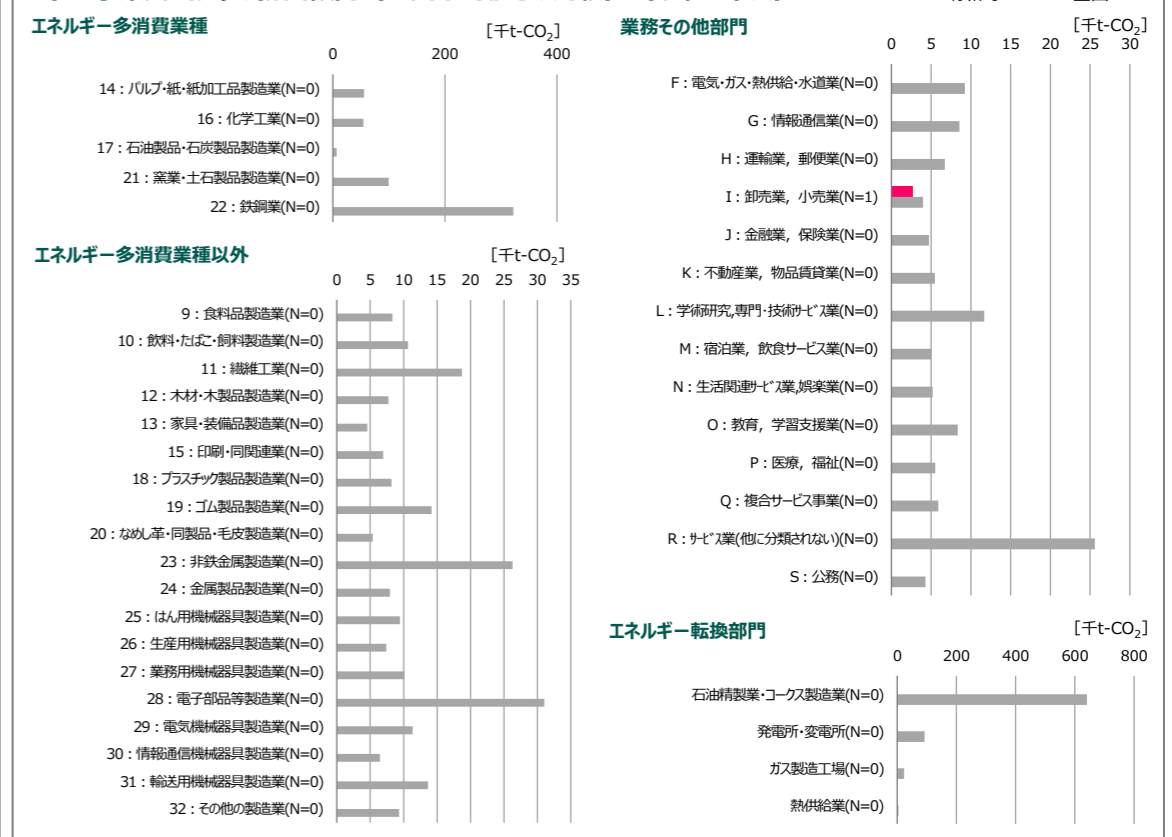 エネルギー多消費業種
[千t-CO2]
0 200 400
14：パルプ・紙・紙加工品製造業(N=0)
16：化学工業(N=0)
17：石油製品・石炭製品製造業(N=0)
21：窯業・土石製品製造業(N=0)
22：鉄鋼業(N=0)
エネルギー多消費業種以外
[千t-CO2]
0 5 10 15 20 25 30 35
9：食料品製造業(N=0)
10：飲料・たばこ・飼料製造業(N=0)
11：繊維工業(N=0)
12：木材・木製品製造業(N=0)
13：家具・装備品製造業(N=0)
15：印刷・同関連業(N=0)
18：プラスチック製品製造業(N=0)
19：ゴム製品製造業(N=0)
20：なめし革・同製品・毛皮製造業(N=0)
23：非鉄金属製造業(N=0)
24：金属製品製造業(N=0)
25：はん用機械器具製造業(N=0)
26：生産用機械器具製造業(N=0)
27：業務用機械器具製造業(N=0)
28：電子部品等製造業(N=0)
29：電気機械器具製造業(N=0)
30：情報通信機械器具製造業(N=0)
31：輸送用機械器具製造業(N=0)
32：その他の製造業(N=0)
業務その他部門
[千t-CO2]
0 5 10 15 20 25 30
F：電気・ガス・熱供給・水道業(N=0)
G：情報通信業(N=0)
H：運輸業，郵便業(N=0)
I：卸売業，小売業(N=1)
J：金融業，保険業(N=0)
K：不動産業，物品賃貸業(N=0)
L：学術研究,専門・技術サービス業(N=0)
M：宿泊業，飲食サービス業(N=0)
N：生活関連サービス業,娯楽業(N=0)
O：教育，学習支援業(N=0)
P：医療，福祉(N=0)
Q：複合サービス事業(N=0)
R：サービス業(他に分類されない)(N=0)
S：公務(N=0)
エネルギー転換部門
[千t-CO2]
0 200 400 600 800
石油精製業・コークス製造業(N=0)
発電所・変電所(N=0)
ガス製造工場(N=0)
熱供給業(N=0)